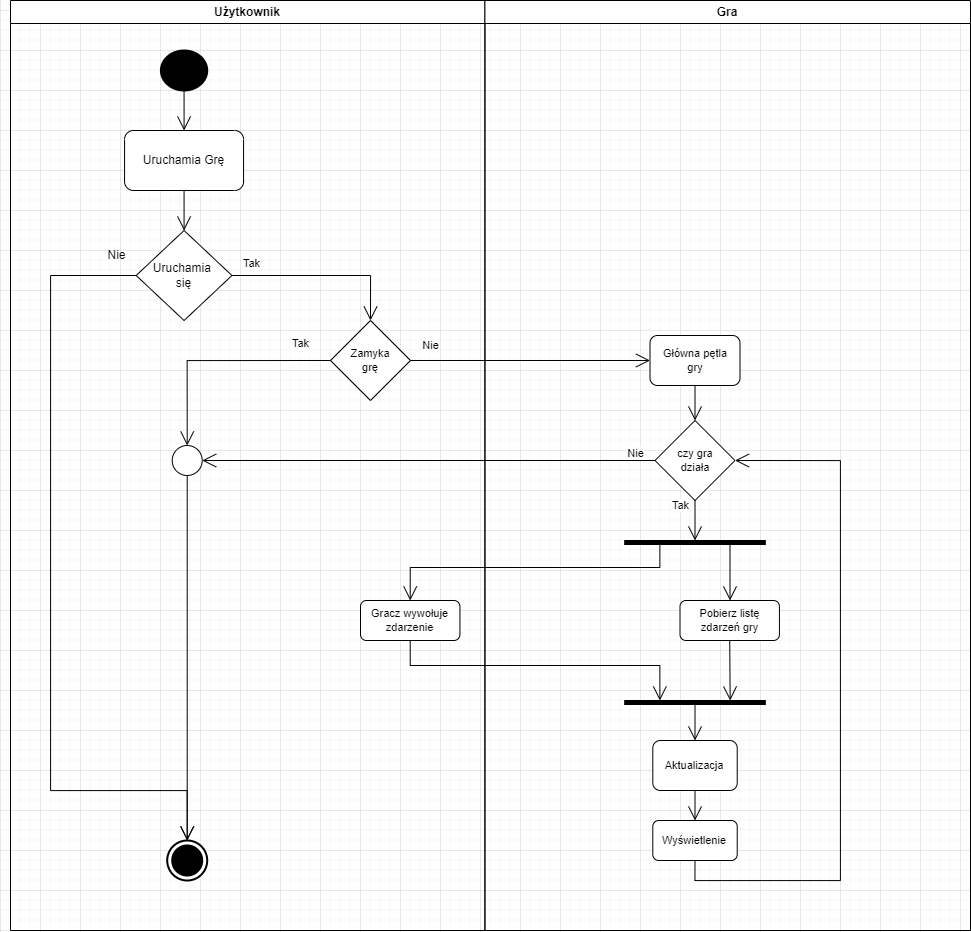 Użytkownik
Gra
Uruchamia Grę
Nie
Uruchamia
się
Tak
Tak
Zamyka
grę
Nie
Główna pętla
gry
Nie
czy gra
działa
Tak
Gracz wywołuje
zdarzenie
Pobierz listę
zdarzeń gry
Aktualizacja
Wyświetlenie